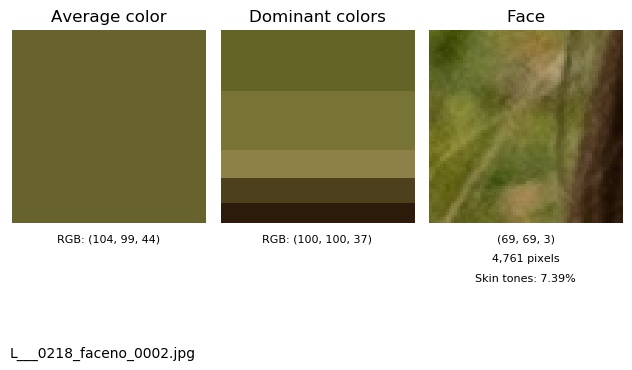 Average color
Dominant colors
Face
RGB: (104, 99, 44)
RGB: (100, 100, 37)
(69, 69, 3)
4,761 pixels
Skin tones: 7.39%
L___0218_faceno_0002.jpg